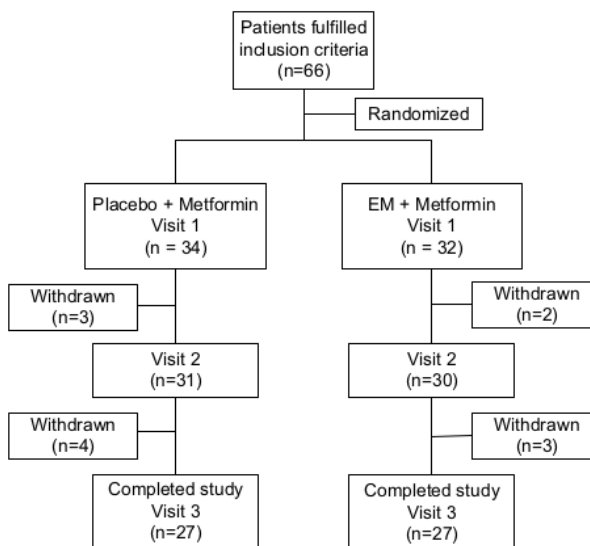 Patients fulfilled
inclusion criteria
(n=66)
Randomized
Placebo + Metformin
Visit 1
(n = 34)
EM + Metformin
Visit 1
(n = 32)
Withdrawn
(n=3)
Withdrawn
(n=2)
Visit 2
(n=31)
Visit 2
(n=30)
Withdrawn
(n=4)
Withdrawn
(n=3)
Completed study
Visit 3
(n=27)
Completed study
Visit 3
(n=27)